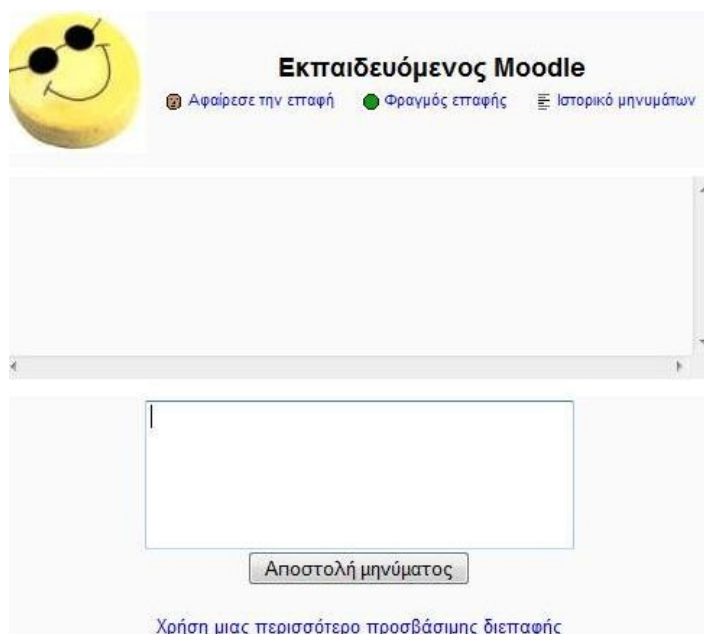 Εκπαιδευόμενος Moodle
Αφαίρεσε την επαφή Φραγμός επαφής Ιστορικό μηνυμάτων
Αποστολή μηνύματος
Χρήση μιας περισσότερο προσβάσιμης διεπαφής